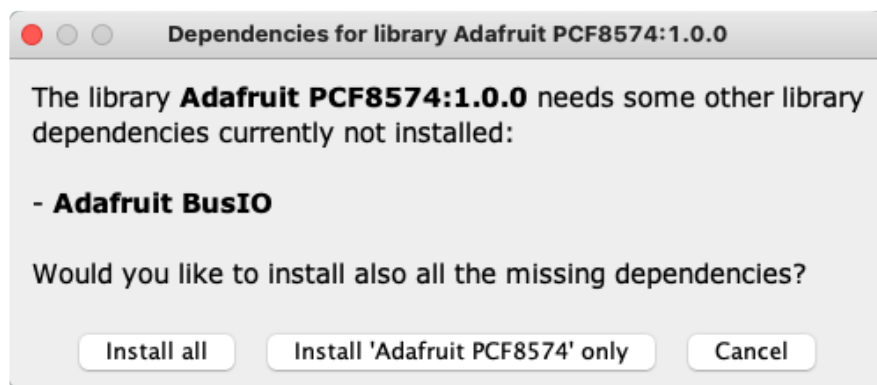 Dependencies for library Adafruit PCF8574:1.0.0
The library Adafruit PCF8574:1.0.0 needs some other library
dependencies currently not installed:
- Adafruit BusIO
Would you like to install also all the missing dependencies?
Install all Install 'Adafruit PCF8574' only Cancel